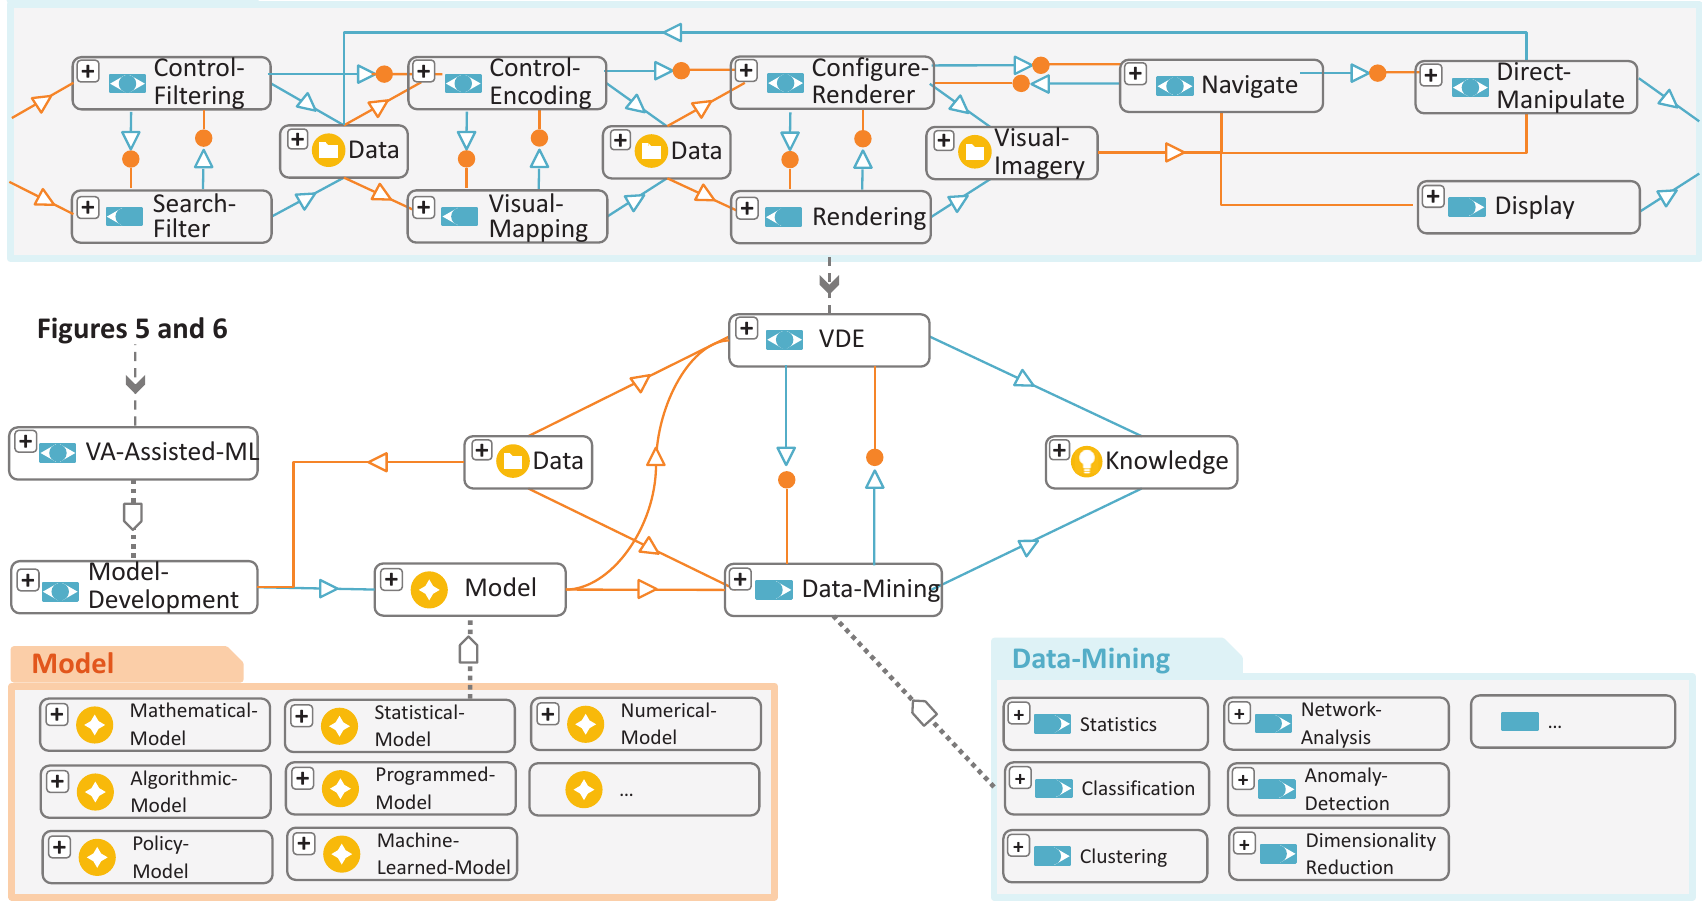 Control-
Filtering
Control-
Encoding
Configure-
Renderer
Navigate
Direct-
Manipulate
Data
Data
Visual-
Imagery
Search-
Filter
Visual-
Mapping
Rendering
Display
Figures 5 and 6
VDE
VA-Assisted-ML
Data
Knowledge
Model-
Development
Model
Data-Mining
Model
Mathematical-
Model
Statistical-
Model
Numerical-
Model
Algorithmic-
Model
Programmed-
Model
...
Policy-
Model
Machine-
Learned-Model
Data-Mining
Statistics
Network-
Analysis
...
Classification
Anomaly-
Detection
Clustering
Dimensionality
Reduction